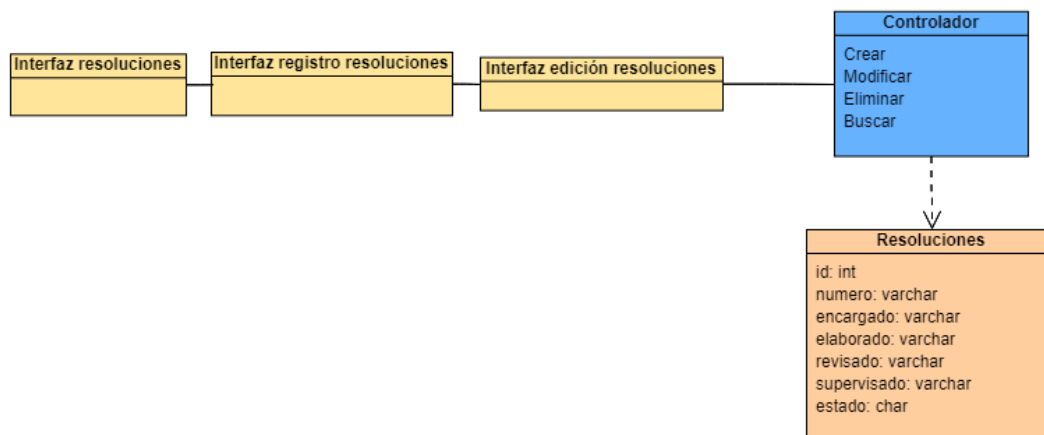 Interfaz resoluciones
Interfaz registro resoluciones
Interfaz edición resoluciones
Controlador
Crear
Modificar
Eliminar
Buscar
Resoluciones
id: int
numero: varchar
encargado: varchar
elaborado: varchar
revisado: varchar
supervisado: varchar
estado: char